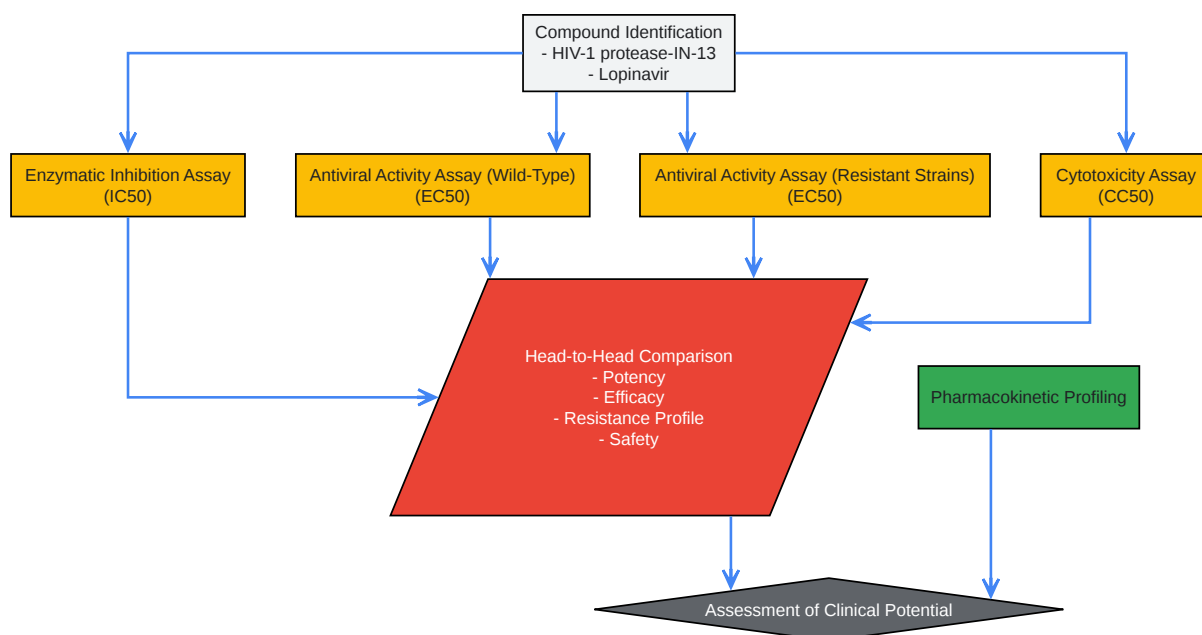 Compound Identification
- HIV-1 protease-IN-13
- Lopinavir
Enzymatic Inhibition Assay
(IC50)
Antiviral Activity Assay (Wild-Type)
(EC50)
Antiviral Activity Assay (Resistant Strains)
(EC50)
Cytotoxicity Assay
(CC50)
Head-to-Head Comparison
- Potency
- Efficacy
- Resistance Profile
- Safety
Pharmacokinetic Profiling
Assessment of Clinical Potential